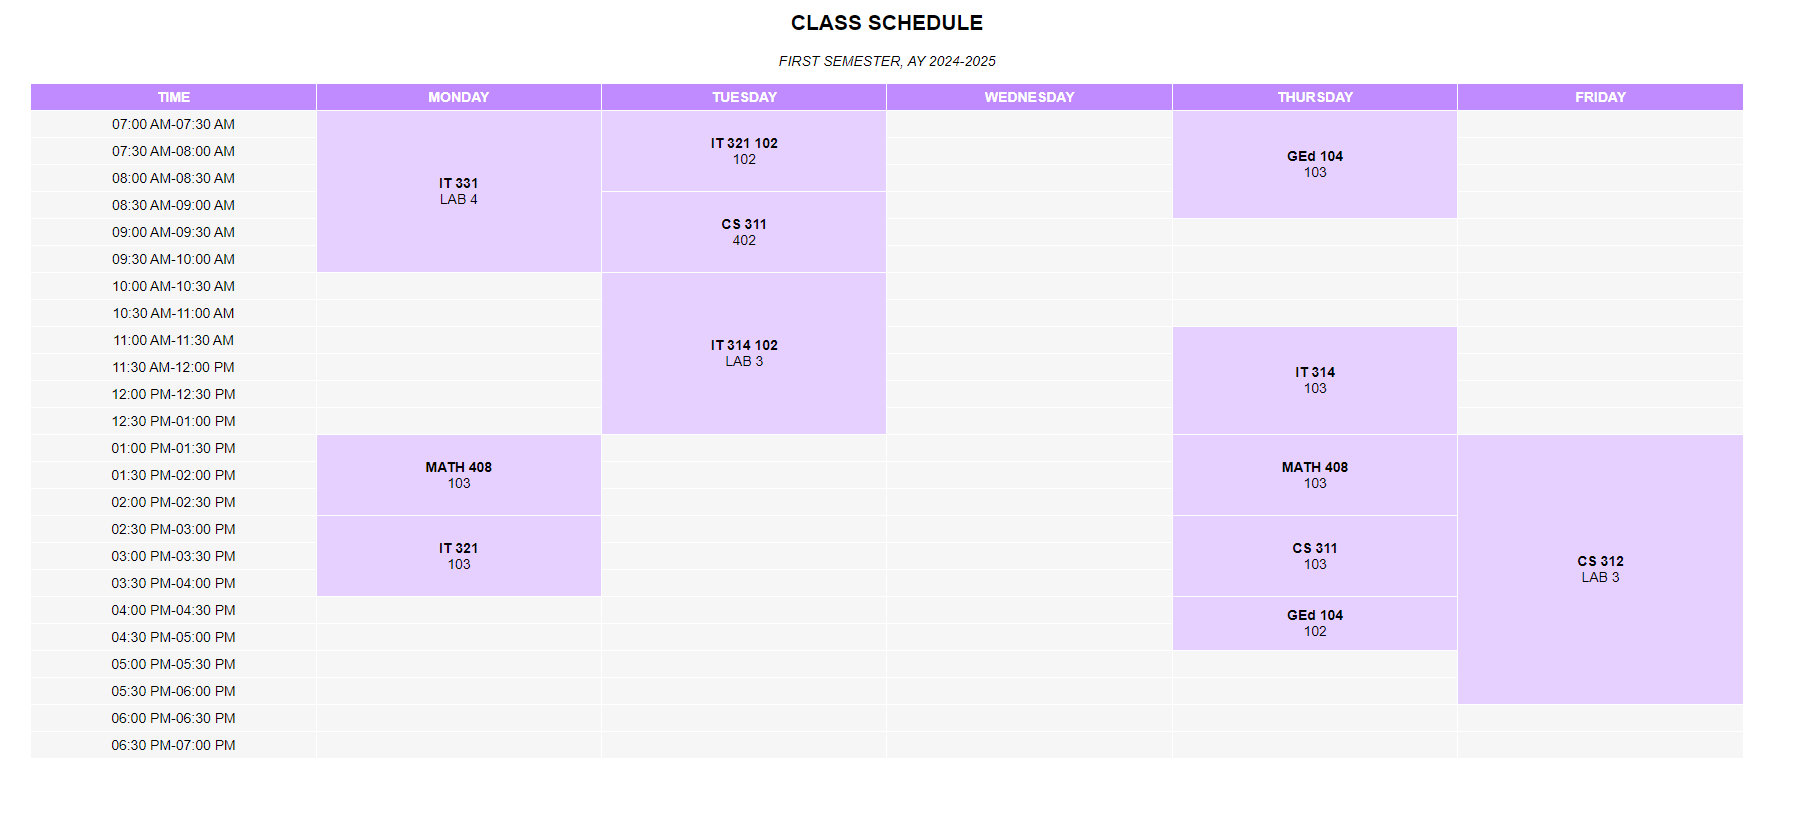 CLASS SCHEDULE
FIRST SEMESTER, AY 2024-2025
TIME MONDAY TUESDAY WEDNESDAY THURSDAY FRIDAY
07:00 AM-07:30 AM
IT 321 102
GEd 104
07:30 AM-08:00 AM
102
103
08:00 AM-08:30 AM
IT 331
08:30 AM-09:00 AM
LAB 4
CS 311
09:00 AM-09:30 AM
402
09:30 AM-10:00 AM
10:00 AM-10:30 AM
10:30 AM-11:00 AM
11:00 AM-11:30 AM
IT 314 102
LAB 3
11:30 AM-12:00 PM
IT 314
103
12:00 PM-12:30 PM
12:30 PM-01:00 PM
01:00 PM-01:30 PM
MATH 408
MATH 408
01:30 PM-02:00 PM
103
103
02:00 PM-02:30 PM
02:30 PM-03:00 PM
IT 321
CS 311
03:00 PM-03:30 PM
103
103
CS 312
LAB 3
03:30 PM-04:00 PM
04:00 PM-04:30 PM
GEd 104
102
04:30 PM-05:00 PM
05:00 PM-05:30 PM
05:30 PM-06:00 PM
06:00 PM-06:30 PM
06:30 PM-07:00 PM